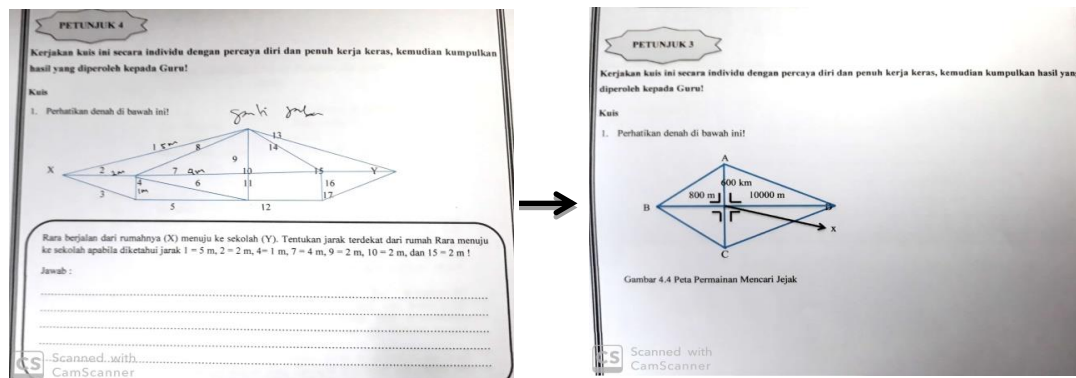 PETUNJUK 4
Kerjakan kuis ini secara individu dengan percaya diri dan penuh kerja keras, kemudian kumpulkan
hasil yang diperoleh kepada Guru!
Kuis
1. Perhatikan denah di bawah ini!
ganti
13
1 5m 8 14
9
X 2 2m 7 4m 10 15 Y
4 6 11 16
3 1m 17
5 12
Rara berjalan dari rumahnya (X) menuju ke sekolah (Y). Tentukan jarak terdekat dari rumah Rara menuju
ke sekolah apabila diketahui jarak 1 = 5 m, 2 = 2 m, 4= 1 m, 7 = 4 m, 9 = 2 m, 10 = 2 m, dan 15 = 2 m !
Jawab :
CS Scanned with
CamScanner
PETUNJUK 3
Kerjakan kuis ini secara individu dengan percaya diri dan penuh kerja keras, kemudian kumpulkan hasil yan
diperoleh kepada Guru!
Kuis
1. Perhatikan denah di bawah ini!
A
600 km
800 m 10000 m
B D
x
C
Gambar 4.4 Peta Permainan Mencari Jejak
CS Scanned with
CamScanner